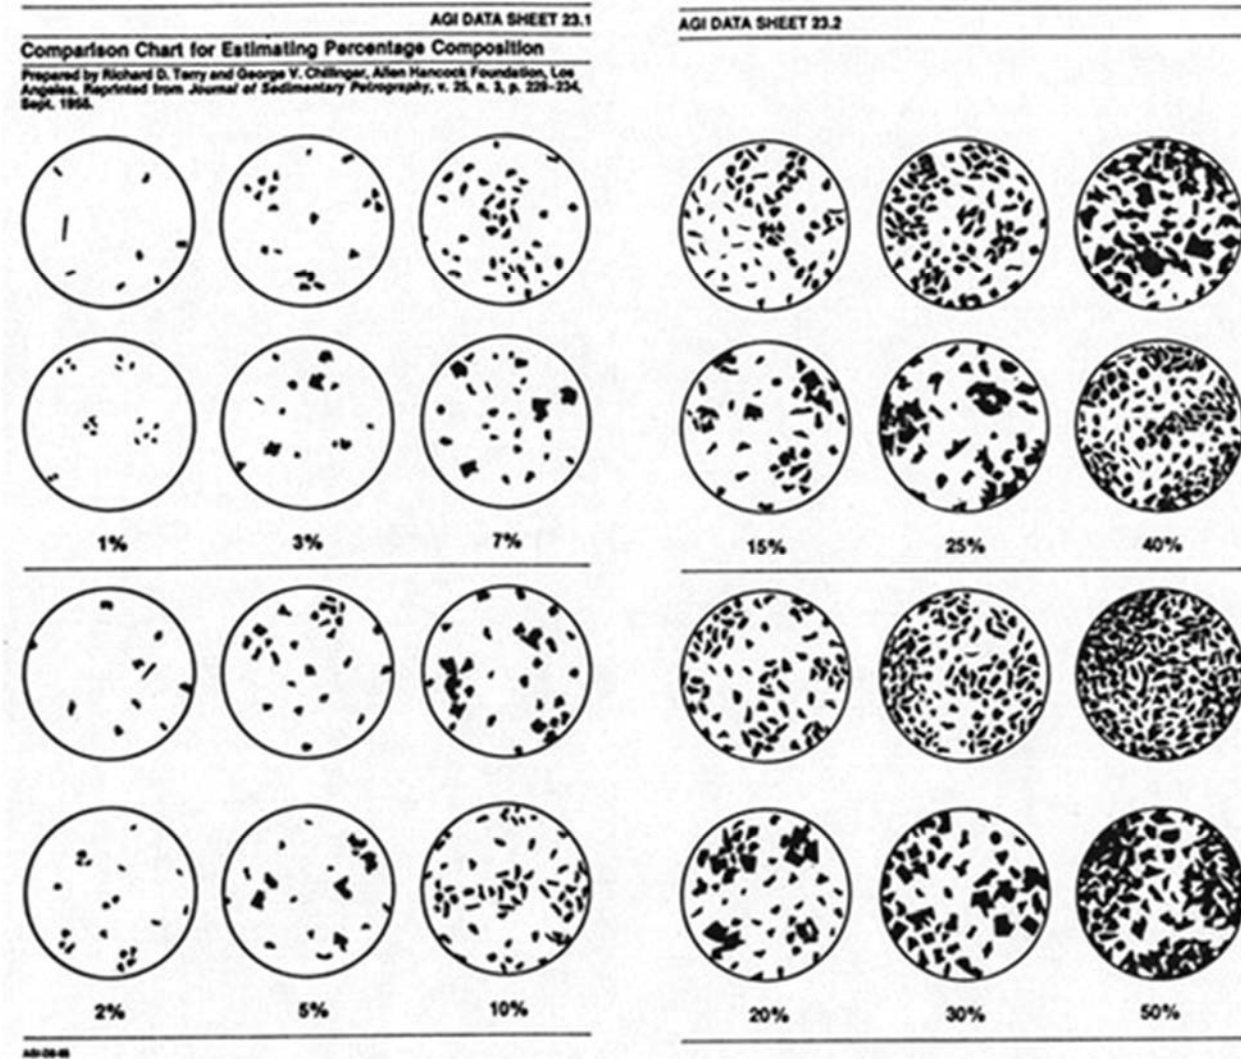 AGI DATA SHEET 23.1
Comparison Chart for Estimating Percentage Composition
Prepared by Richard D. Terry and George V. Chillinger, Allen Hancock Foundation, Los
Angeles. Reprinted from Journal of Sedimentary Petrography, v. 25, n. 3, p. 229–234,
Sept. 1955.
1% 3% 7%
2% 5% 10%
AGI DATA SHEET 23.2
15% 25% 40%
20% 30% 50%